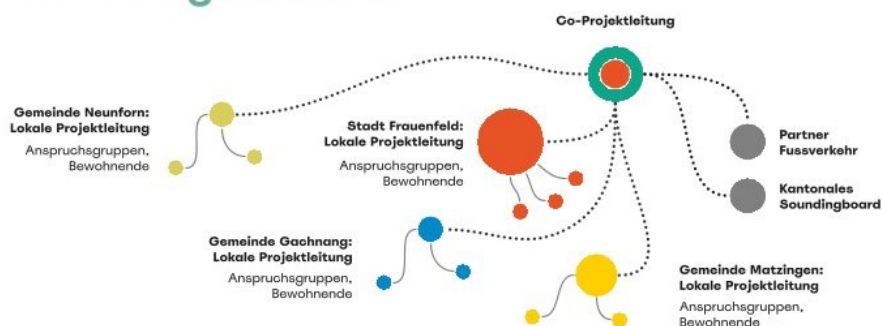 Co-Projektleitung
Gemeinde Neunforn:
Lokale Projektleitung
Anspruchsgruppen,
Bewohnende
Stadt Frauenfeld:
Lokale Projektleitung
Anspruchsgruppen,
Bewohnende
Partner
Fussverkehr
Kantonales
Soundingboard
Gemeinde Gachnang:
Lokale Projektleitung
Anspruchsgruppen,
Bewohnende
Gemeinde Matzingen:
Lokale Projektleitung
Anspruchsgruppen,
Bewohnende